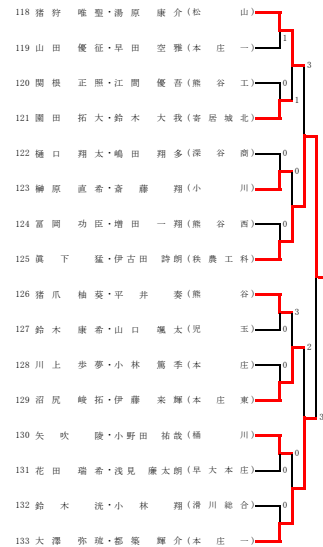 118 猪狩 唯聖・湯原 康介(松山)
1
119 山田 優征・早田 空雅(本庄一)
3
120 関根 正照・江間 優吾(熊谷工)
0
1
121 園田 拓大・鈴木 大我(寄居城北)
122 樋口 翔太・嶋田 翔多(深谷商)
0
123 榊原 直希・斎藤 翔(小川)
0
124 冨岡 功臣・増田 一翔(熊谷西)
0
125 眞下 猛・伊古田 詩朗(秩農工科)
126 猪爪 柚葵・平井 奏(熊谷)
3
127 鈴木 康希・山口 颯太(児玉)
0
2
128 川上 歩夢・小林 篤季(本庄)
0
129 沼尻 崚拓・伊藤 来輝(本庄東)
3
130 矢吹 陵・小野田 祐哉(桶川)
0
131 花田 瑞希・浅見 廉太朗(早大本庄)
0
132 鈴木 洸・小林 翔(滑川総合)
0
133 大澤 弥琉・都築 輝介(本庄一)